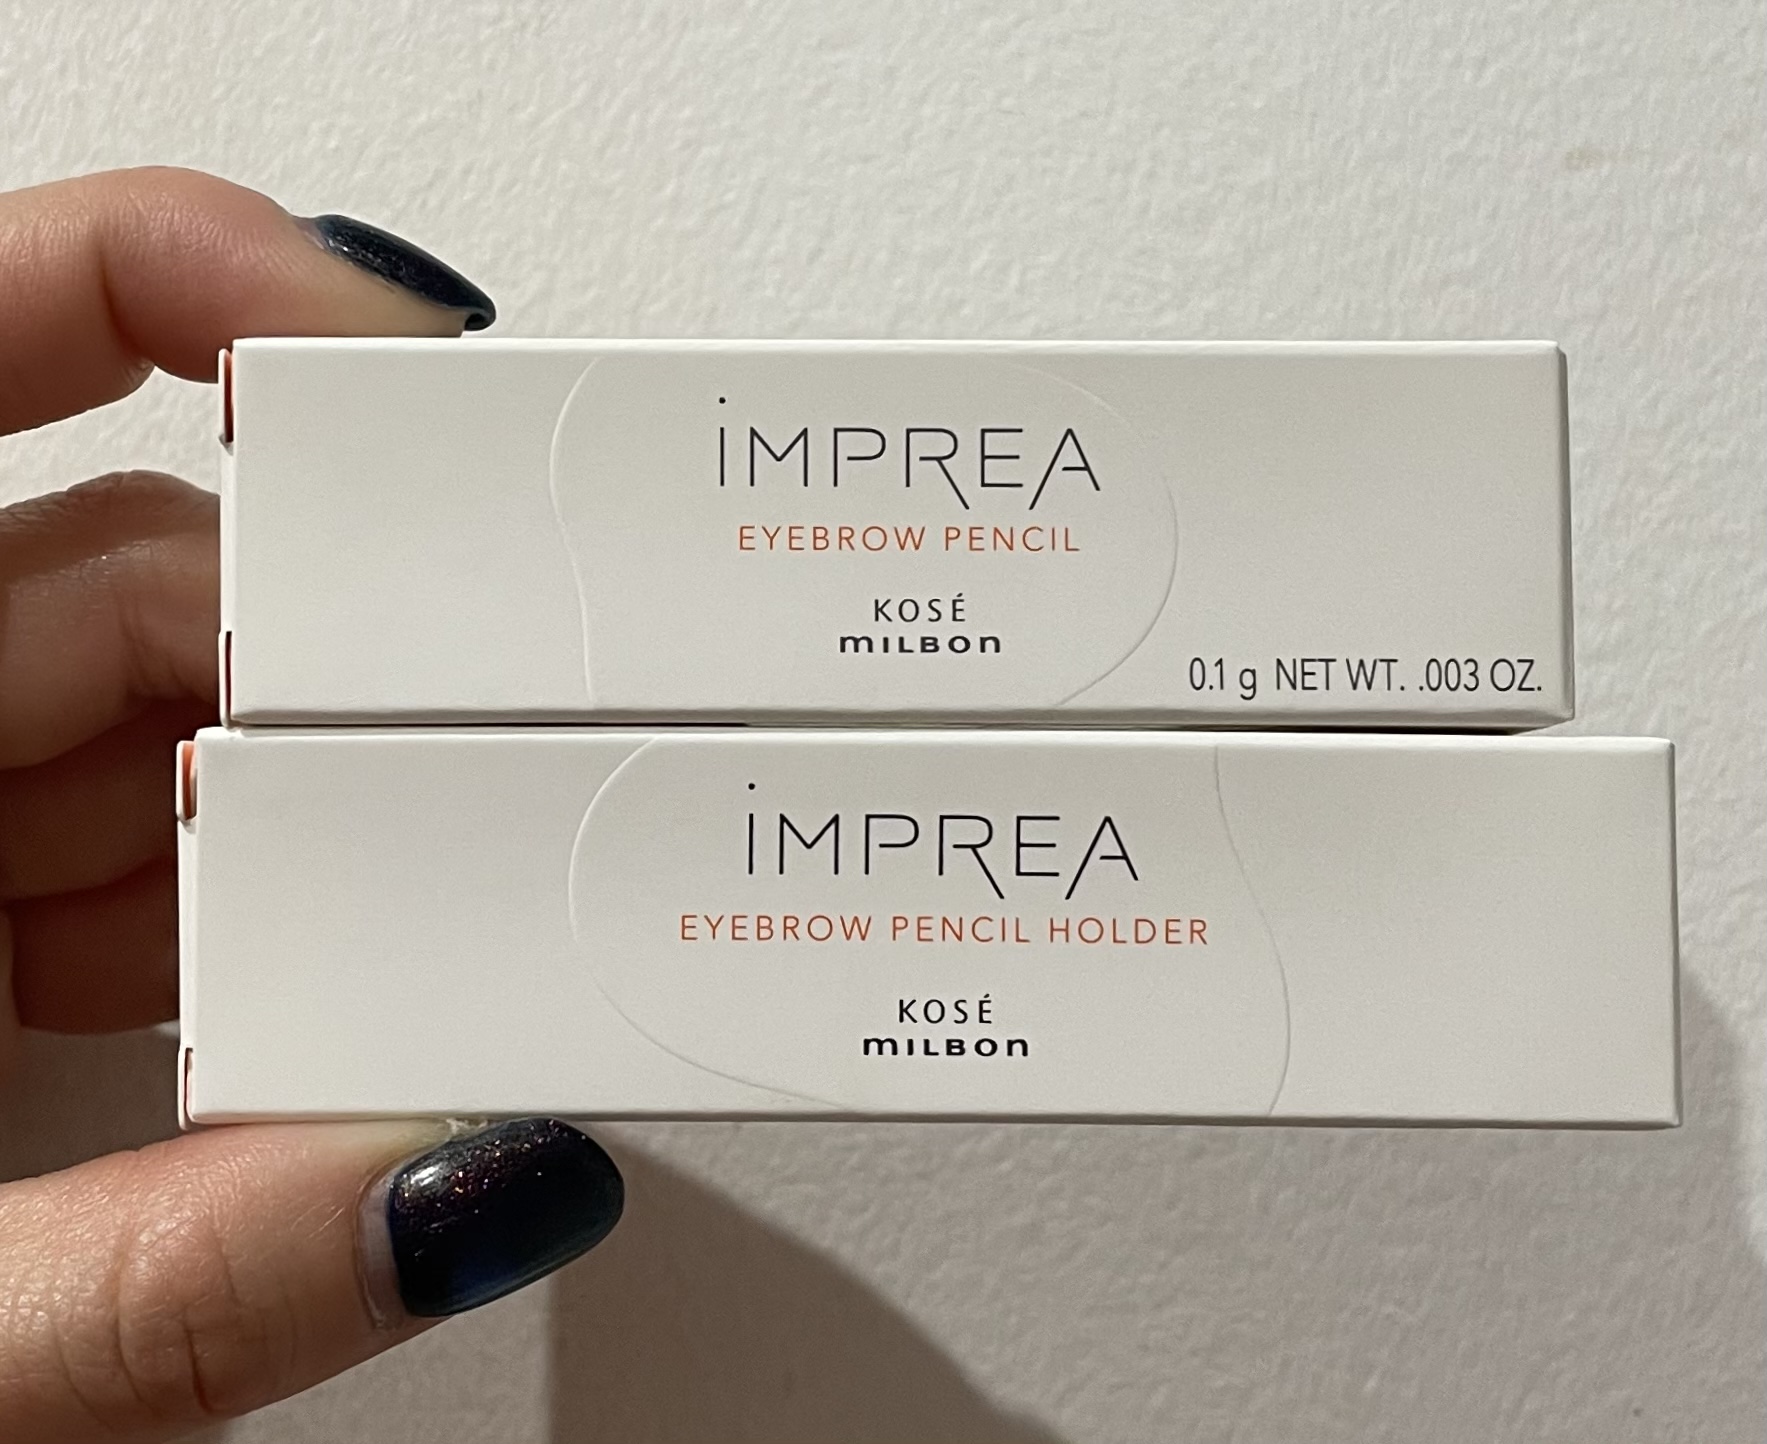 iMPREA
EYEBROW PENCIL
KOSÉ
mILBOn
0.1 g NET WT. .003 OZ.
iMPREA
EYEBROW PENCIL HOLDER
KOSÉ
mILBOn